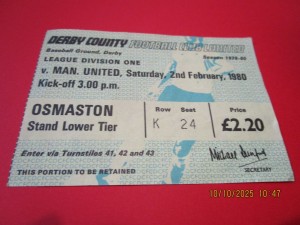 DERBY COUNTY FOOTBALL CLUB LIMITED
Baseball Ground, Derby
Season 1979-80
LEAGUE DIVISION ONE
v. MAN. UNITED, Saturday, 2nd February, 1980
Kick-off 3.00 p.m.
OSMASTON
Stand Lower Tier
Row Seat Price
K 24 £2.20
Enter via Turnstiles 41, 42 and 43
THIS PORTION TO BE RETAINED
SECRETARY
10/10/2025 10:47